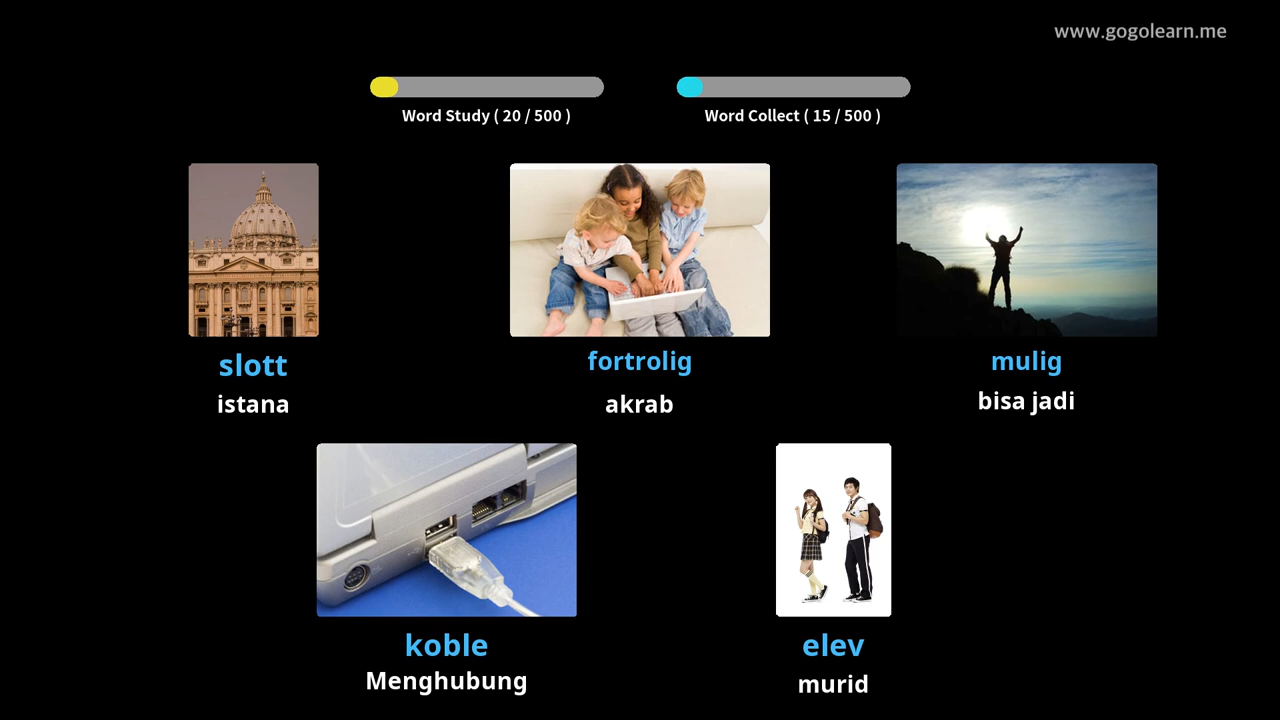 www.gogolearn.me
Word Study ( 20 / 500 )
Word Collect ( 15 / 500 )
slott
istana
fortrolig
akrab
mulig
bisa jadi
koble
Menghubung
elev
murid